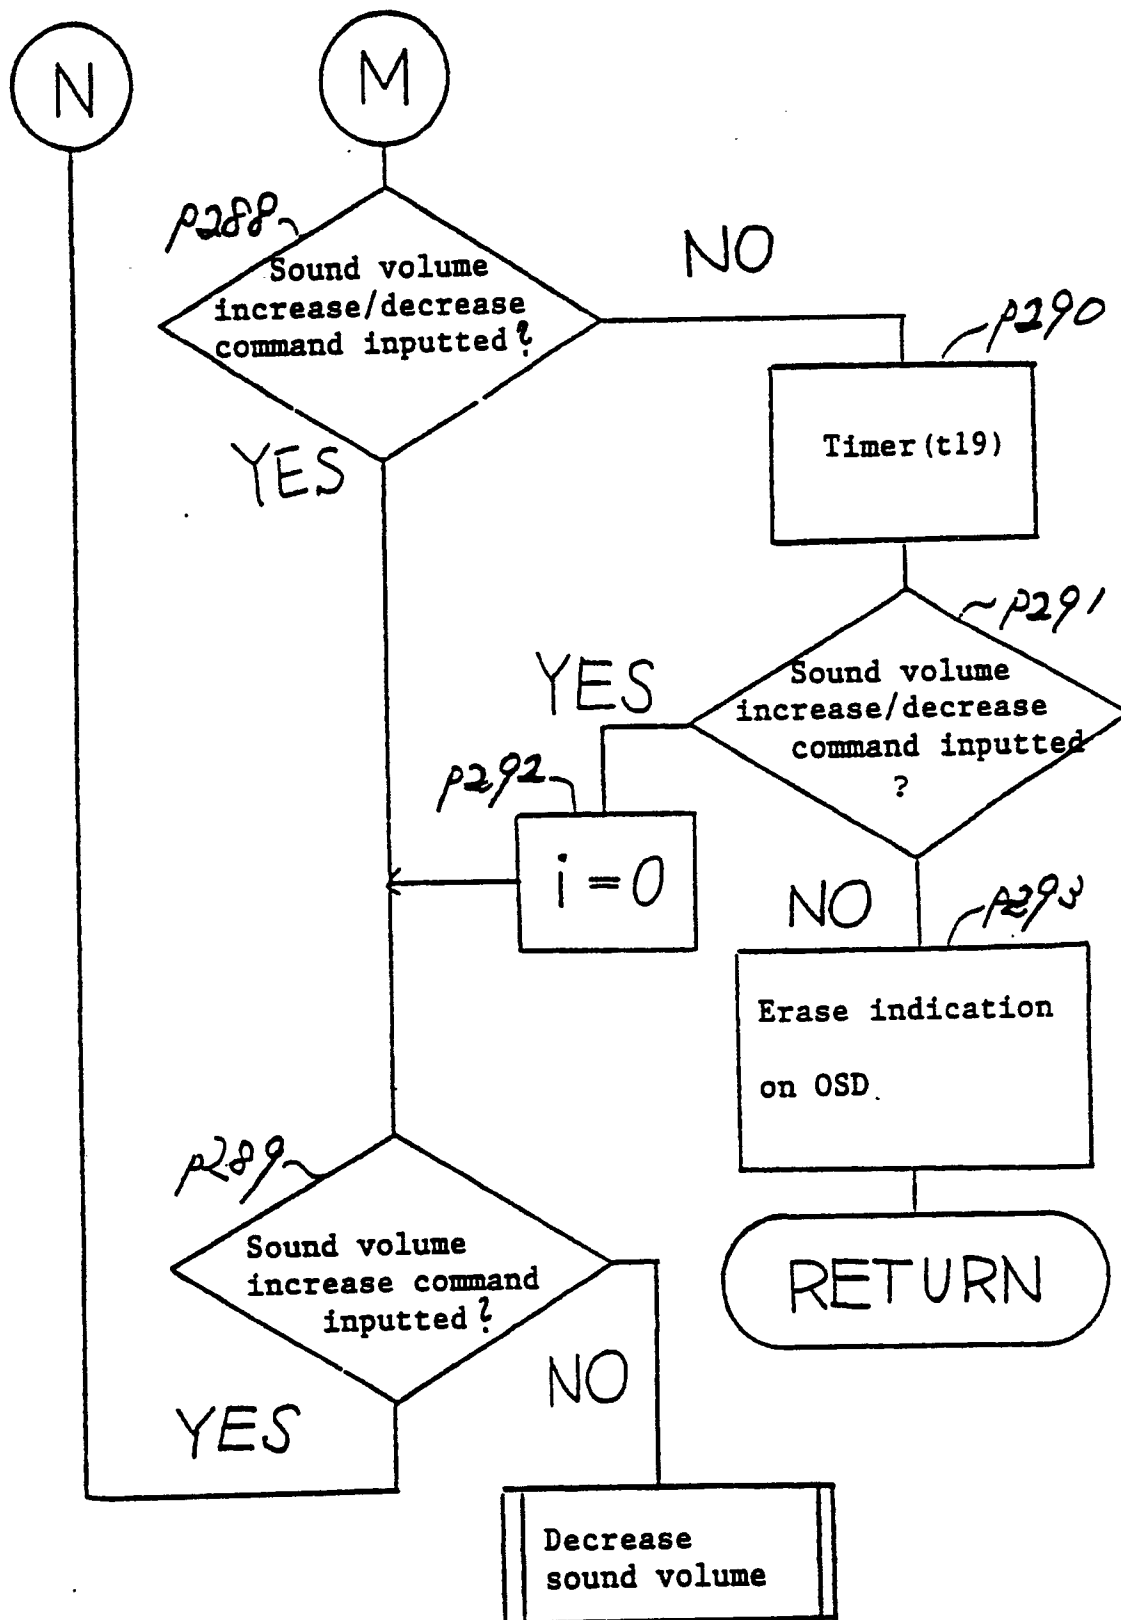 N
M
p288
Sound volume
increase/decrease
command inputted?
NO
p290
Timer(t19)
YES
p291
Sound volume
increase/decrease
command inputted
?
YES
p292
i = 0
NO
p293
Erase indication
on OSD
p289
Sound volume
increase command
inputted?
RETURN
NO
YES
Decrease
sound volume